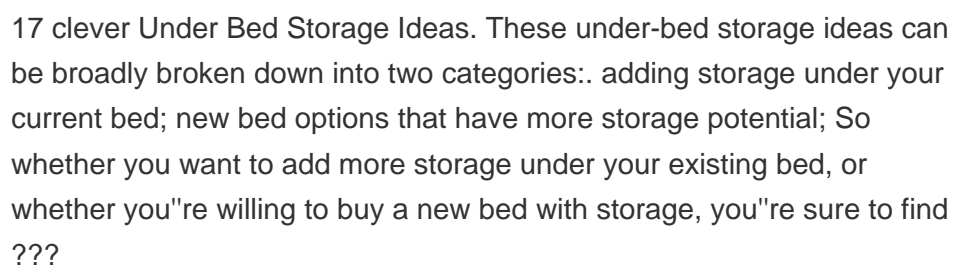 17 clever Under Bed Storage Ideas. These under-bed storage ideas can
be broadly broken down into two categories:. adding storage under your
current bed; new bed options that have more storage potential; So
whether you want to add more storage under your existing bed, or
whether you"re willing to buy a new bed with storage, you"re sure to find
???